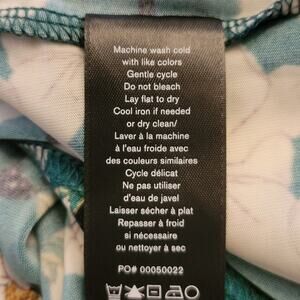 Machine wash cold
with like colors
Gentle cycle
Do not bleach
Lay flat to dry
Cool iron if needed
or dry clean/
Laver à la machine
à l'eau froide avec
des couleurs similaires
Cycle délicat
Ne pas utiliser
d'eau de javel
Laisser sécher à plat
Repasser à froid
si nécessaire
ou nettoyer à sec
PO# 00050022